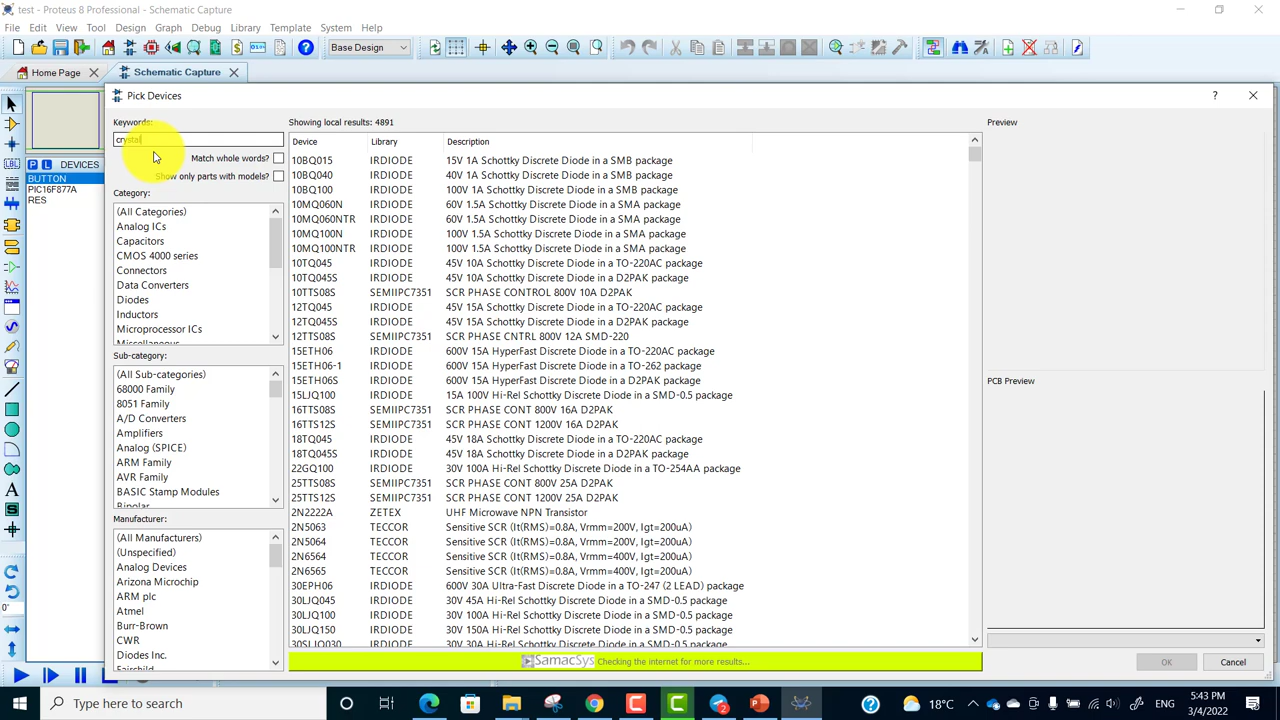 test - Proteus 8 Professional - Schematic Capture
File Edit View Tool Design Graph Debug Library Template System Help
Base Design
Home Page
Schematic Capture
Pick Devices
Keywords:
crystal
Match whole words?
Show only parts with models?
P L DEVICES
BUTTON
PIC16F877A
RES
Category:
(All Categories)
Analog ICs
Capacitors
CMOS 4000 series
Connectors
Data Converters
Diodes
Inductors
Microprocessor ICs
Miscellaneous
Sub-category:
(All Sub-categories)
68000 Family
8051 Family
A/D Converters
Amplifiers
Analog (SPICE)
ARM Family
AVR Family
BASIC Stamp Modules
Bipolar
Manufacturer:
(All Manufacturers)
(Unspecified)
Analog Devices
Arizona Microchip
ARM plc
Atmel
Burr-Brown
CWR
Diodes Inc.
Fairchild
Showing local results: 4891
Device Library Description
10BQ015 IRDIODE 15V 1A Schottky Discrete Diode in a SMB package
10BQ040 IRDIODE 40V 1A Schottky Discrete Diode in a SMB package
10BQ100 IRDIODE 100V 1A Schottky Discrete Diode in a SMB package
10MQ060N IRDIODE 60V 1.5A Schottky Discrete Diode in a SMA package
10MQ060NTR IRDIODE 60V 1.5A Schottky Discrete Diode in a SMA package
10MQ100N IRDIODE 100V 1.5A Schottky Discrete Diode in a SMA package
10MQ100NTR IRDIODE 100V 1.5A Schottky Discrete Diode in a SMA package
10TQ045 IRDIODE 45V 10A Schottky Discrete Diode in a TO-220AC package
10TQ045S IRDIODE 45V 10A Schottky Discrete Diode in a D2PAK package
10TTS08S SEMIIPC7351 SCR PHASE CONTROL 800V 10A D2PAK
12TQ045 IRDIODE 45V 15A Schottky Discrete Diode in a TO-220AC package
12TQ045S IRDIODE 45V 15A Schottky Discrete Diode in a D2PAK package
12TTS08S SEMIIPC7351 SCR PHASE CNTRL 800V 12A SMD-220
15ETH06 IRDIODE 600V 15A HyperFast Discrete Diode in a TO-220AC package
15ETH06-1 IRDIODE 600V 15A HyperFast Discrete Diode in a TO-262 package
15ETH06S IRDIODE 600V 15A HyperFast Discrete Diode in a D2PAK package
15LJQ100 IRDIODE 15A 100V Hi-Rel Schottky Discrete Diode in a SMD-0.5 package
16TTS08S SEMIIPC7351 SCR PHASE CONT 800V 16A D2PAK
16TTS12S SEMIIPC7351 SCR PHASE CONT 1200V 16A D2PAK
18TQ045 IRDIODE 45V 18A Schottky Discrete Diode in a TO-220AC package
18TQ045S IRDIODE 45V 18A Schottky Discrete Diode in a D2PAK package
22GQ100 IRDIODE 30V 100A Hi-Rel Schottky Discrete Diode in a TO-254AA package
25TTS08S SEMIIPC7351 SCR PHASE CONT 800V 25A D2PAK
25TTS12S SEMIIPC7351 SCR PHASE CONT 1200V 25A D2PAK
2N2222A ZETEX UHF Microwave NPN Transistor
2N5063 TECCOR Sensitive SCR (It(RMS)=0.8A, Vrmm=200V, Igt=200uA)
2N5064 TECCOR Sensitive SCR (It(RMS)=0.8A, Vrmm=200V, Igt=200uA)
2N6564 TECCOR Sensitive SCR (It(RMS)=0.8A, Vrmm=400V, Igt=200uA)
2N6565 TECCOR Sensitive SCR (It(RMS)=0.8A, Vrmm=400V, Igt=200uA)
30EPH06 IRDIODE 600V 30A Ultra-Fast Discrete Diode in a TO-247 (2 LEAD) package
30LJQ045 IRDIODE 30V 45A Hi-Rel Schottky Discrete Diode in a SMD-0.5 package
30LJQ100 IRDIODE 30V 100A Hi-Rel Schottky Discrete Diode in a SMD-0.5 package
30LJQ150 IRDIODE 30V 150A Hi-Rel Schottky Discrete Diode in a SMD-0.5 package
30SLJQ030 IRDIODE 30V 30A Hi-Rel Schottky Discrete Diode in a SMD-0.5 package
SamacSys Checking the internet for more results...
Preview
PCB Preview
OK Cancel
Type here to search
18°C
ENG
5:43 PM
3/4/2022